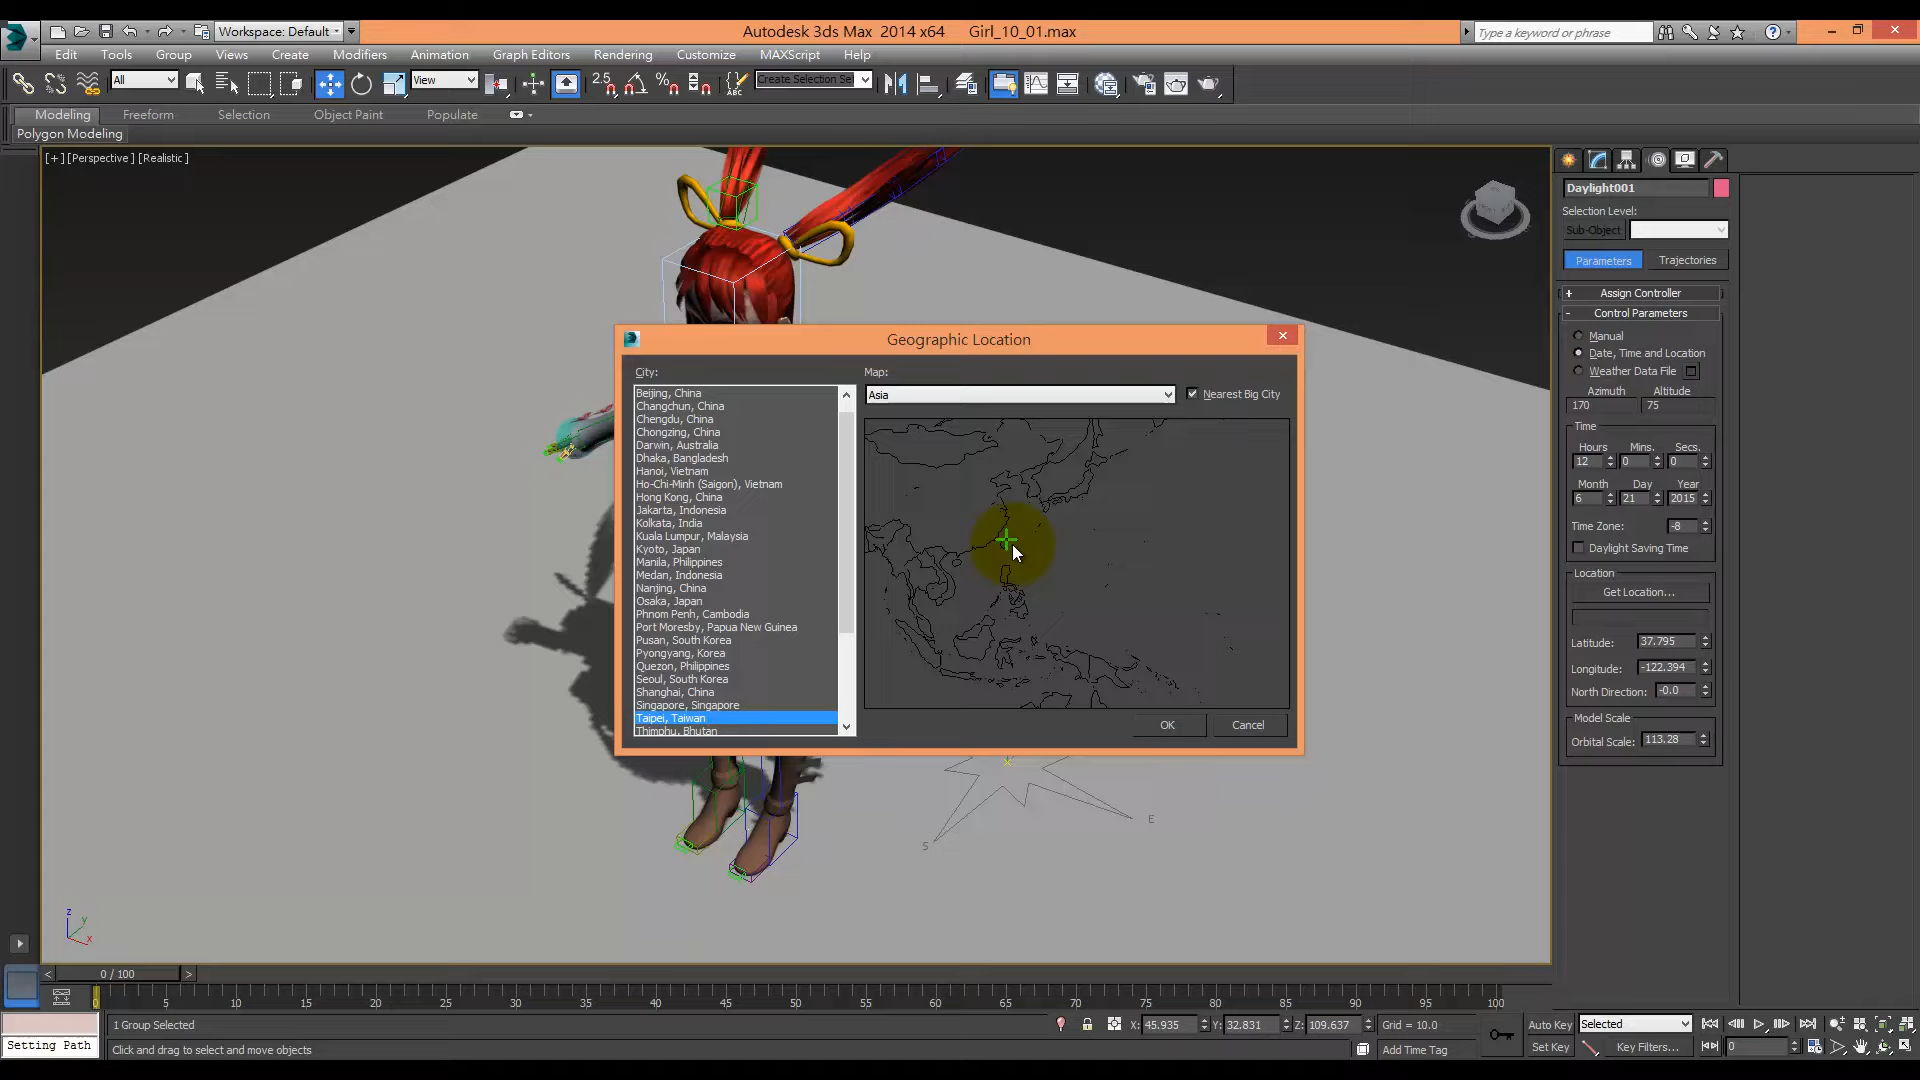 Workspace: Default
Autodesk 3ds Max 2014 x64 Girl_10_01.max
Type a keyword or phrase
Edit Tools Group Views Create Modifiers Animation Graph Editors Rendering Customize MAXScript Help
All
View
2.5
Create Selection Se
Modeling Freeform Selection Object Paint Populate
Polygon Modeling
[+] [Perspective] [Realistic]
Daylight001
Selection Level:
Sub-Object
Parameters Trajectories
+ Assign Controller
- Control Parameters
Manual
Date, Time and Location
Weather Data File
Azimuth Altitude
170 75
Time
Hours Mins. Secs.
12 0 0
Month Day Year
6 21 2015
Time Zone: -8
Daylight Saving Time
Location
Get Location...
Latitude: 37.795
Longitude: -122.394
North Direction: -0.0
Model Scale
Orbital Scale: 113.28
Geographic Location
City:
Beijing, China
Changchun, China
Chengdu, China
Chongzing, China
Darwin, Australia
Dhaka, Bangladesh
Hanoi, Vietnam
Ho-Chi-Minh (Saigon), Vietnam
Hong Kong, China
Jakarta, Indonesia
Kolkata, India
Kuala Lumpur, Malaysia
Kyoto, Japan
Manila, Philippines
Medan, Indonesia
Nanjing, China
Osaka, Japan
Phnom Penh, Cambodia
Port Moresby, Papua New Guinea
Pusan, South Korea
Pyongyang, Korea
Quezon, Philippines
Seoul, South Korea
Shanghai, China
Singapore, Singapore
Taipei, Taiwan
Thimphu, Bhutan
Map:
Asia
Nearest Big City
OK Cancel
E
S
z
y
x
< 0 / 100 >
0 5 10 15 20 25 30 35 40 45 50 55 60 65 70 75 80 85 90 95 100
1 Group Selected
X: 45.935 Y: 32.831 Z: 109.637 Grid = 10.0
Auto Key Selected
Setting Path
Click and drag to select and move objects
Add Time Tag
Set Key Key Filters... 0